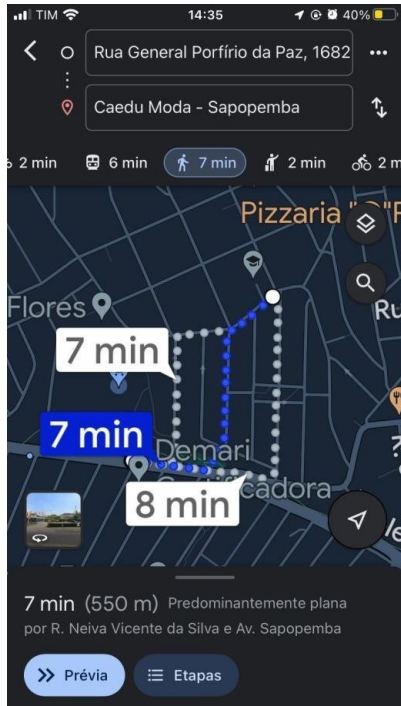 TIM 14:35 40%
Rua General Porfírio da Paz, 1682
Caedu Moda - Sapopemba
2 min 6 min 7 min 2 min 2 m
Pizzaria
Flores
Ru
7 min
7 min
Demari
8 min
cadora
7 min (550 m) Predominantemente plana
por R. Neiva Vicente da Silva e Av. Sapopemba
Prévia Etapas